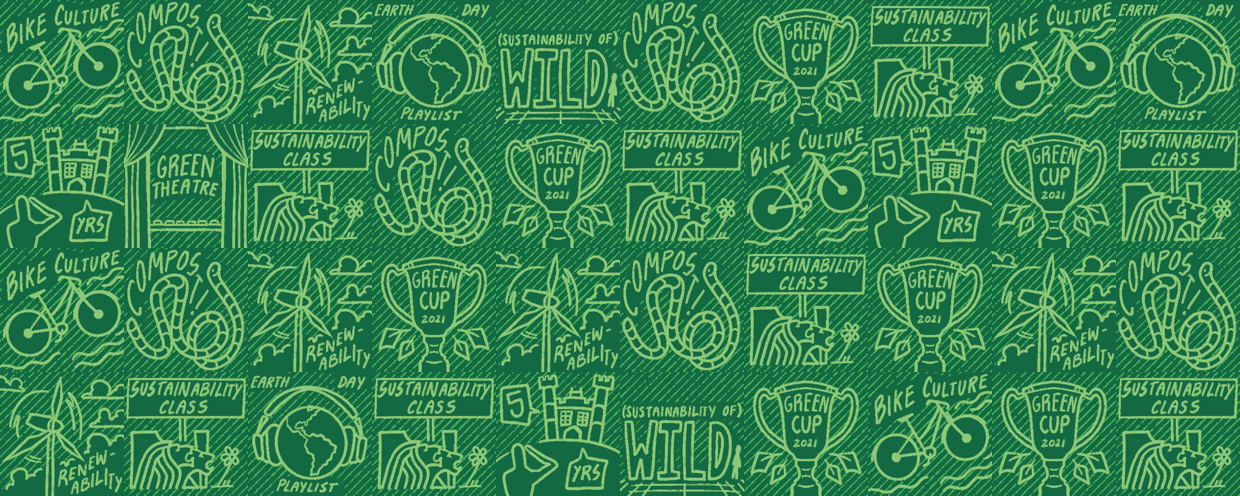 BIKE CULTURE
COMPOS
RENEW-
ABILITY
EARTH DAY
PLAYLIST
(SUSTAINABILITY OF)
WILD
COMPOS
GREEN
CUP
2021
SUSTAINABILITY
CLASS
BIKE CULTURE
EARTH DAY
PLAYLIST
5
YRS
GREEN
THEATRE
SUSTAINABILITY
CLASS
COMPOS
GREEN
CUP
2021
SUSTAINABILITY
CLASS
BIKE CULTURE
5
YRS
GREEN
CUP
2021
SUSTAINABILITY
CLASS
BIKE CULTURE
COMPOS
RENEW-
ABILITY
GREEN
CUP
2021
RENEW-
ABILITY
COMPOS
SUSTAINABILITY
CLASS
GREEN
CUP
2021
RENEW-
ABILITY
COMPOS
RENEW-
ABILITY
SUSTAINABILITY
CLASS
EARTH DAY
PLAYLIST
SUSTAINABILITY
CLASS
5
YRS
(SUSTAINABILITY OF)
WILD
GREEN
CUP
2021
BIKE CULTURE
GREEN
CUP
2021
SUSTAINABILITY
CLASS